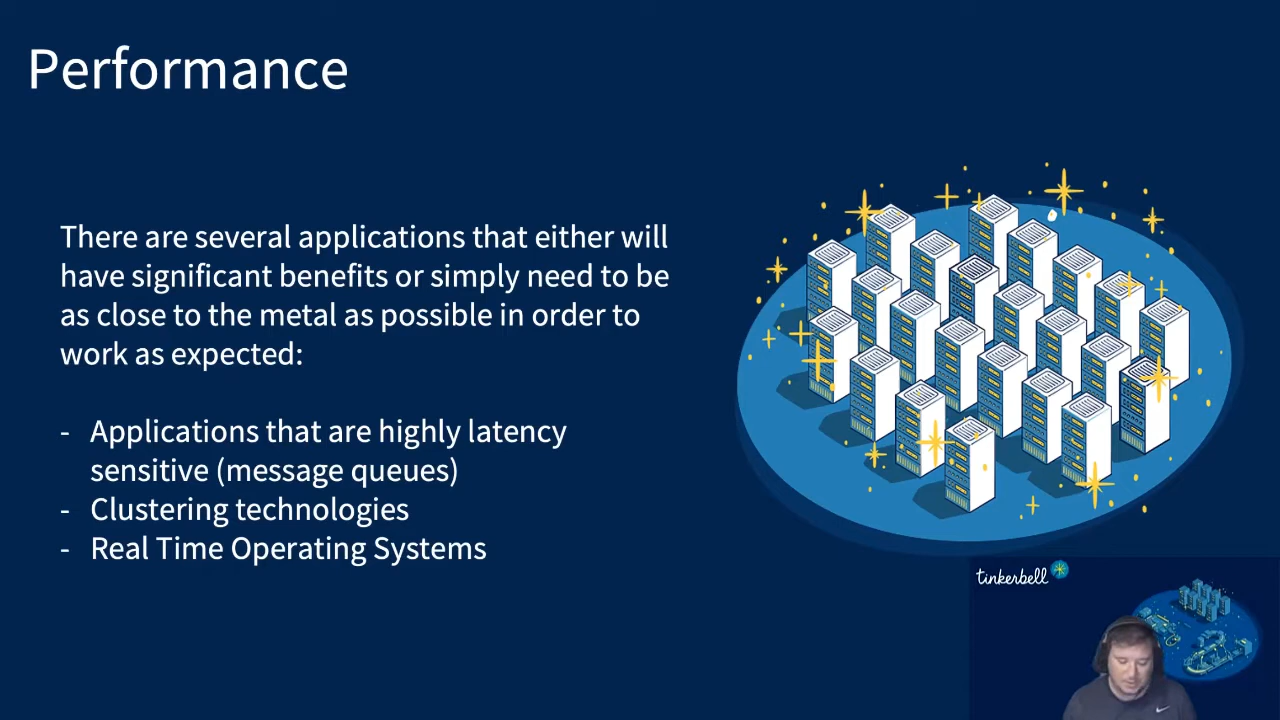 Performance
There are several applications that either will
have significant benefits or simply need to be
as close to the metal as possible in order to
work as expected:
- Applications that are highly latency
sensitive (message queues)
- Clustering technologies
- Real Time Operating Systems
tinkerbell